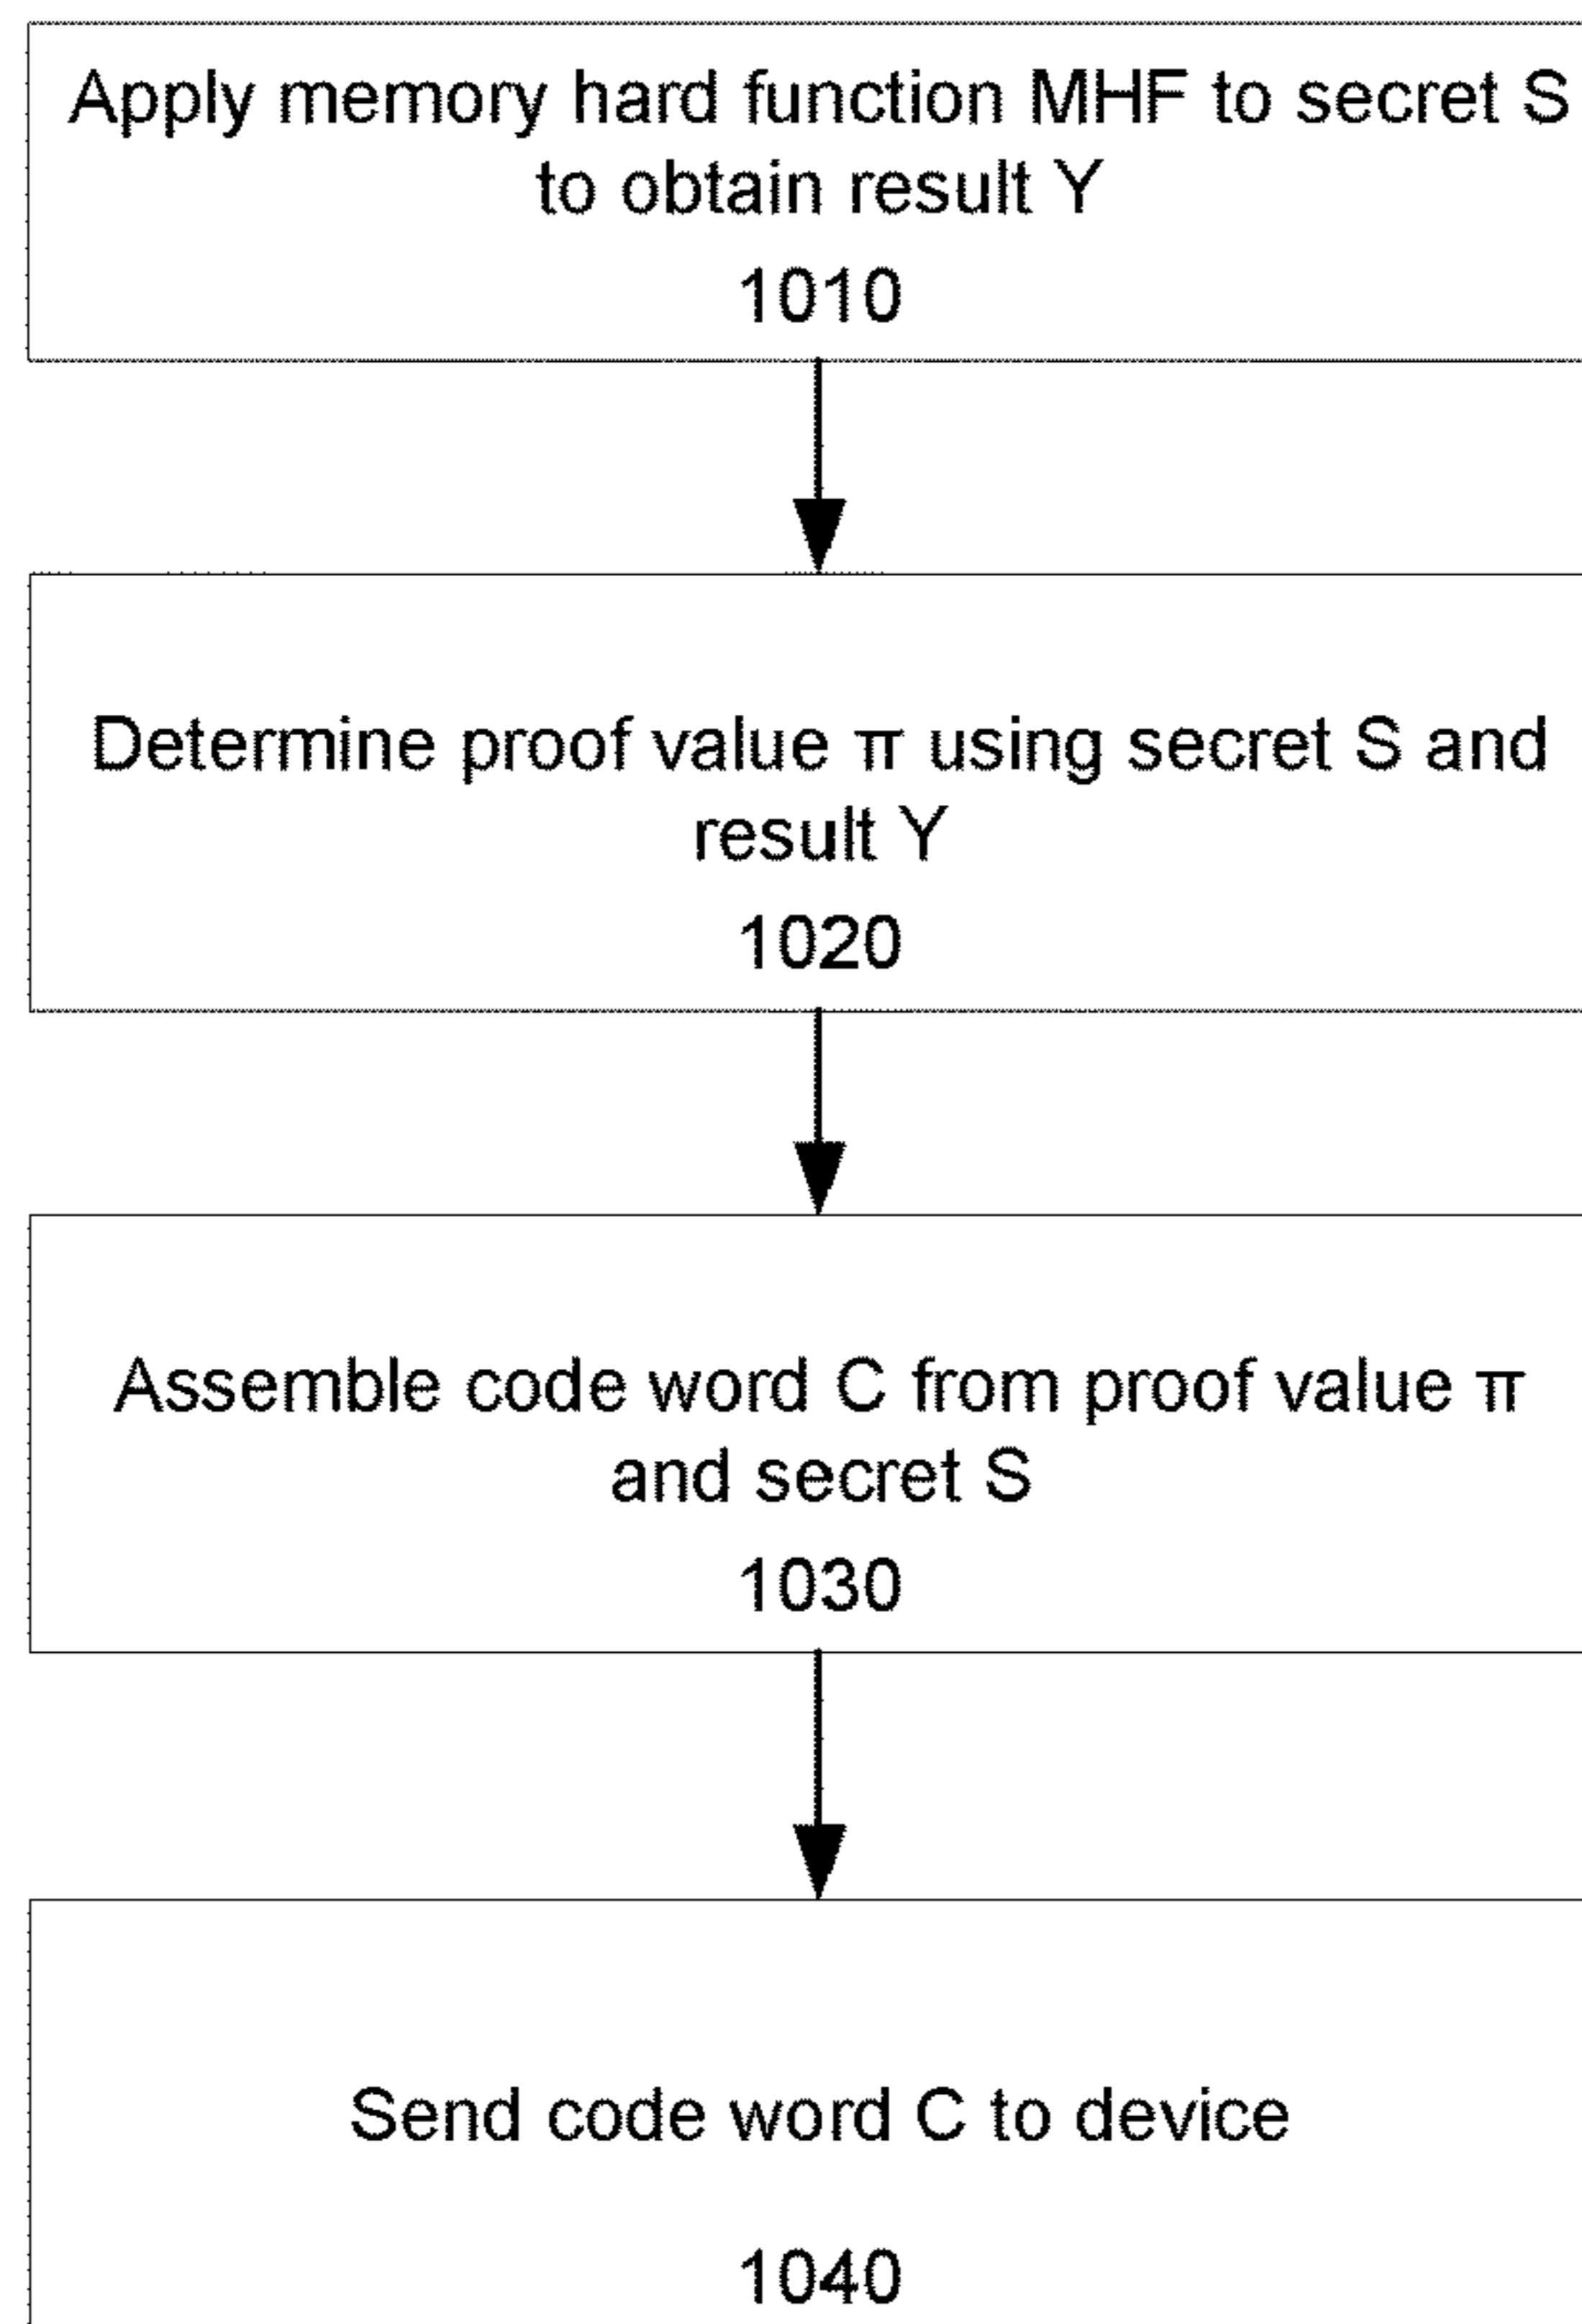 Apply memory hard function MHF to secret S
to obtain result Y
1010
Determine proof value π using secret S and
result Y
1020
Assemble code word C from proof value π
and secret S
1030
Send code word C to device
1040